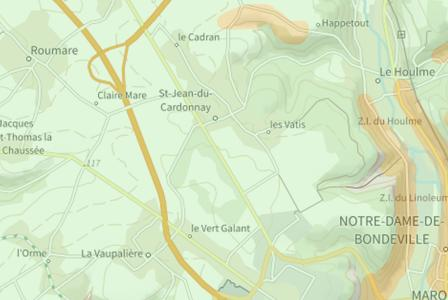 Happetout
le Cadran
Roumare
Le Houlme
Claire Mare
St-Jean-du-
Cardonnay
Jacques
t-Thomas la
Chaussée
les Vatis
Z.I. du Houlme
117
Z.I. du Linoleum
NOTRE-DAME-DE-
BONDEVILLE
le Vert Galant
l'Orme
La Vaupalière
MARO